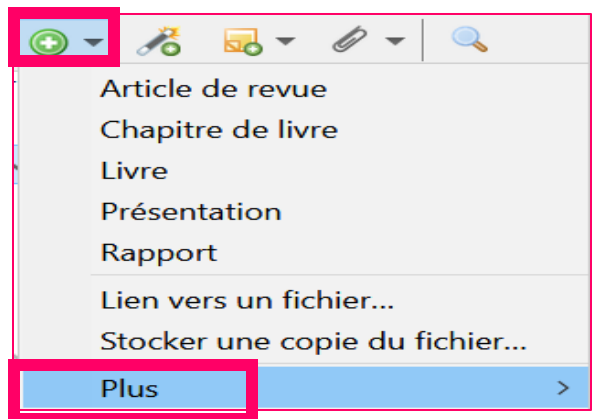 Article de revue
Chapitre de livre
Livre
Présentation
Rapport
Lien vers un fichier...
Stocker une copie du fichier...
Plus